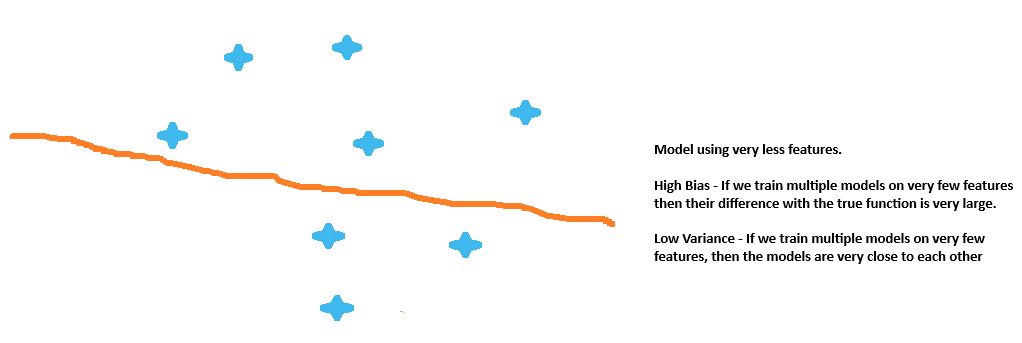 Model using very less features.
High Bias - If we train multiple models on very few features
then their difference with the true function is very large.
Low Variance - If we train multiple models on very few
features, then the models are very close to each other